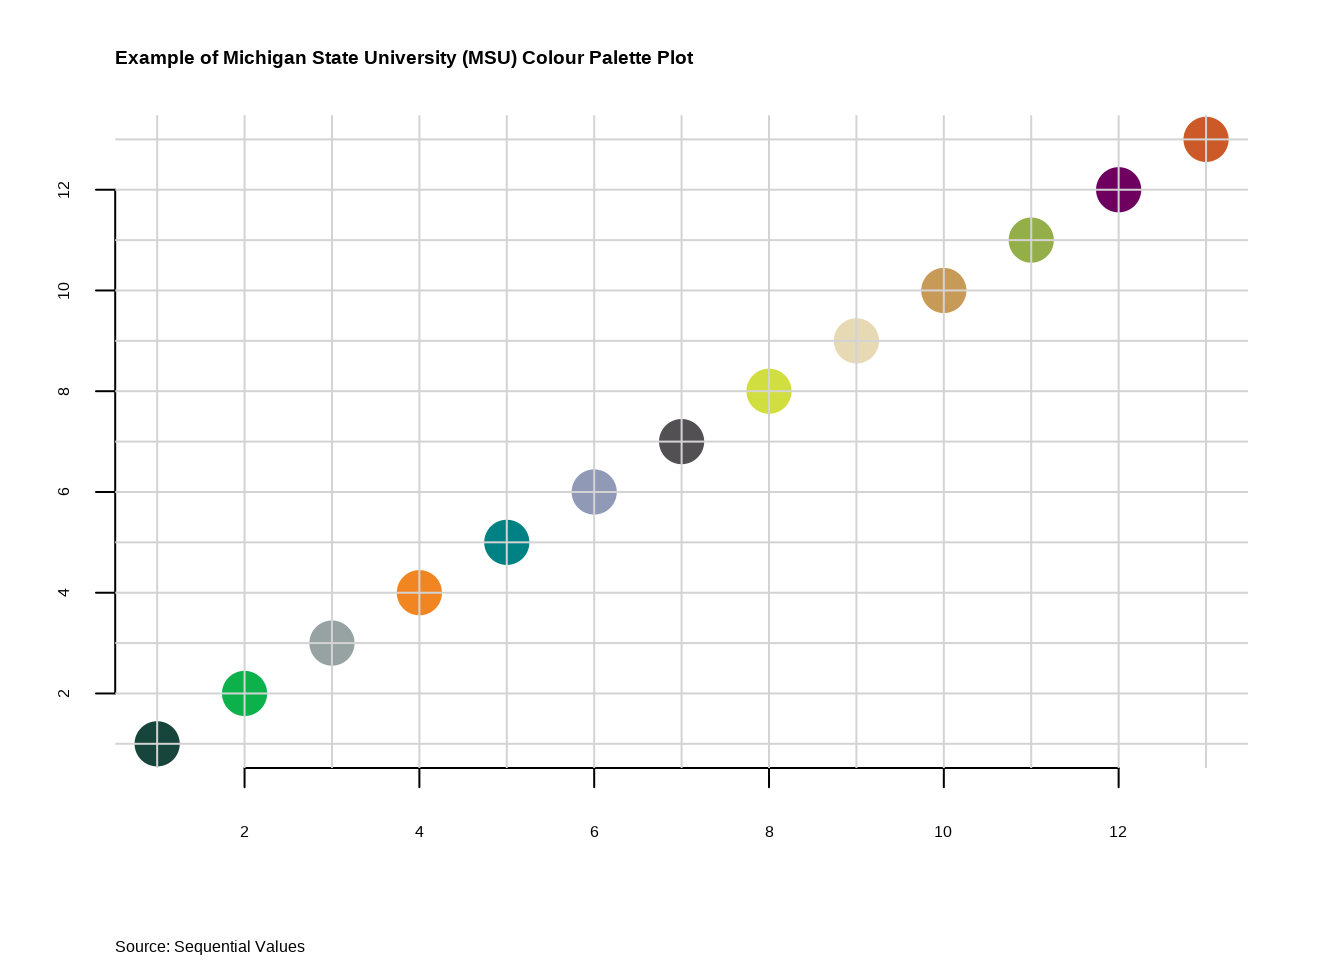 Example of Michigan State University (MSU) Colour Palette Plot
12
10
8
6
4
2
2 4 6 8 10 12
Source: Sequential Values